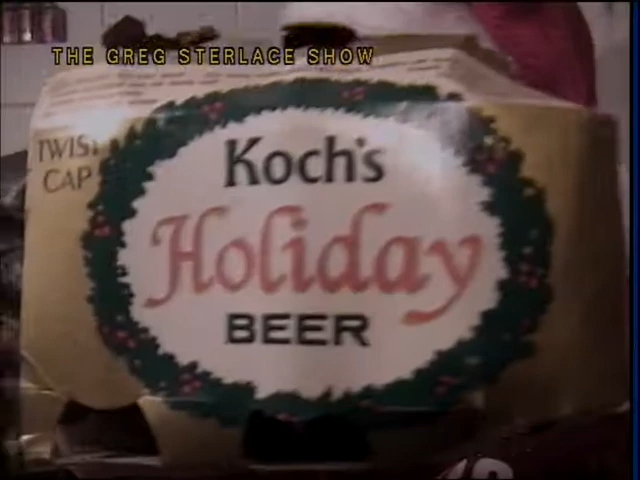 THE GREG STERLACE SHOW
TWIST
CAP
Koch's
Holiday
BEER